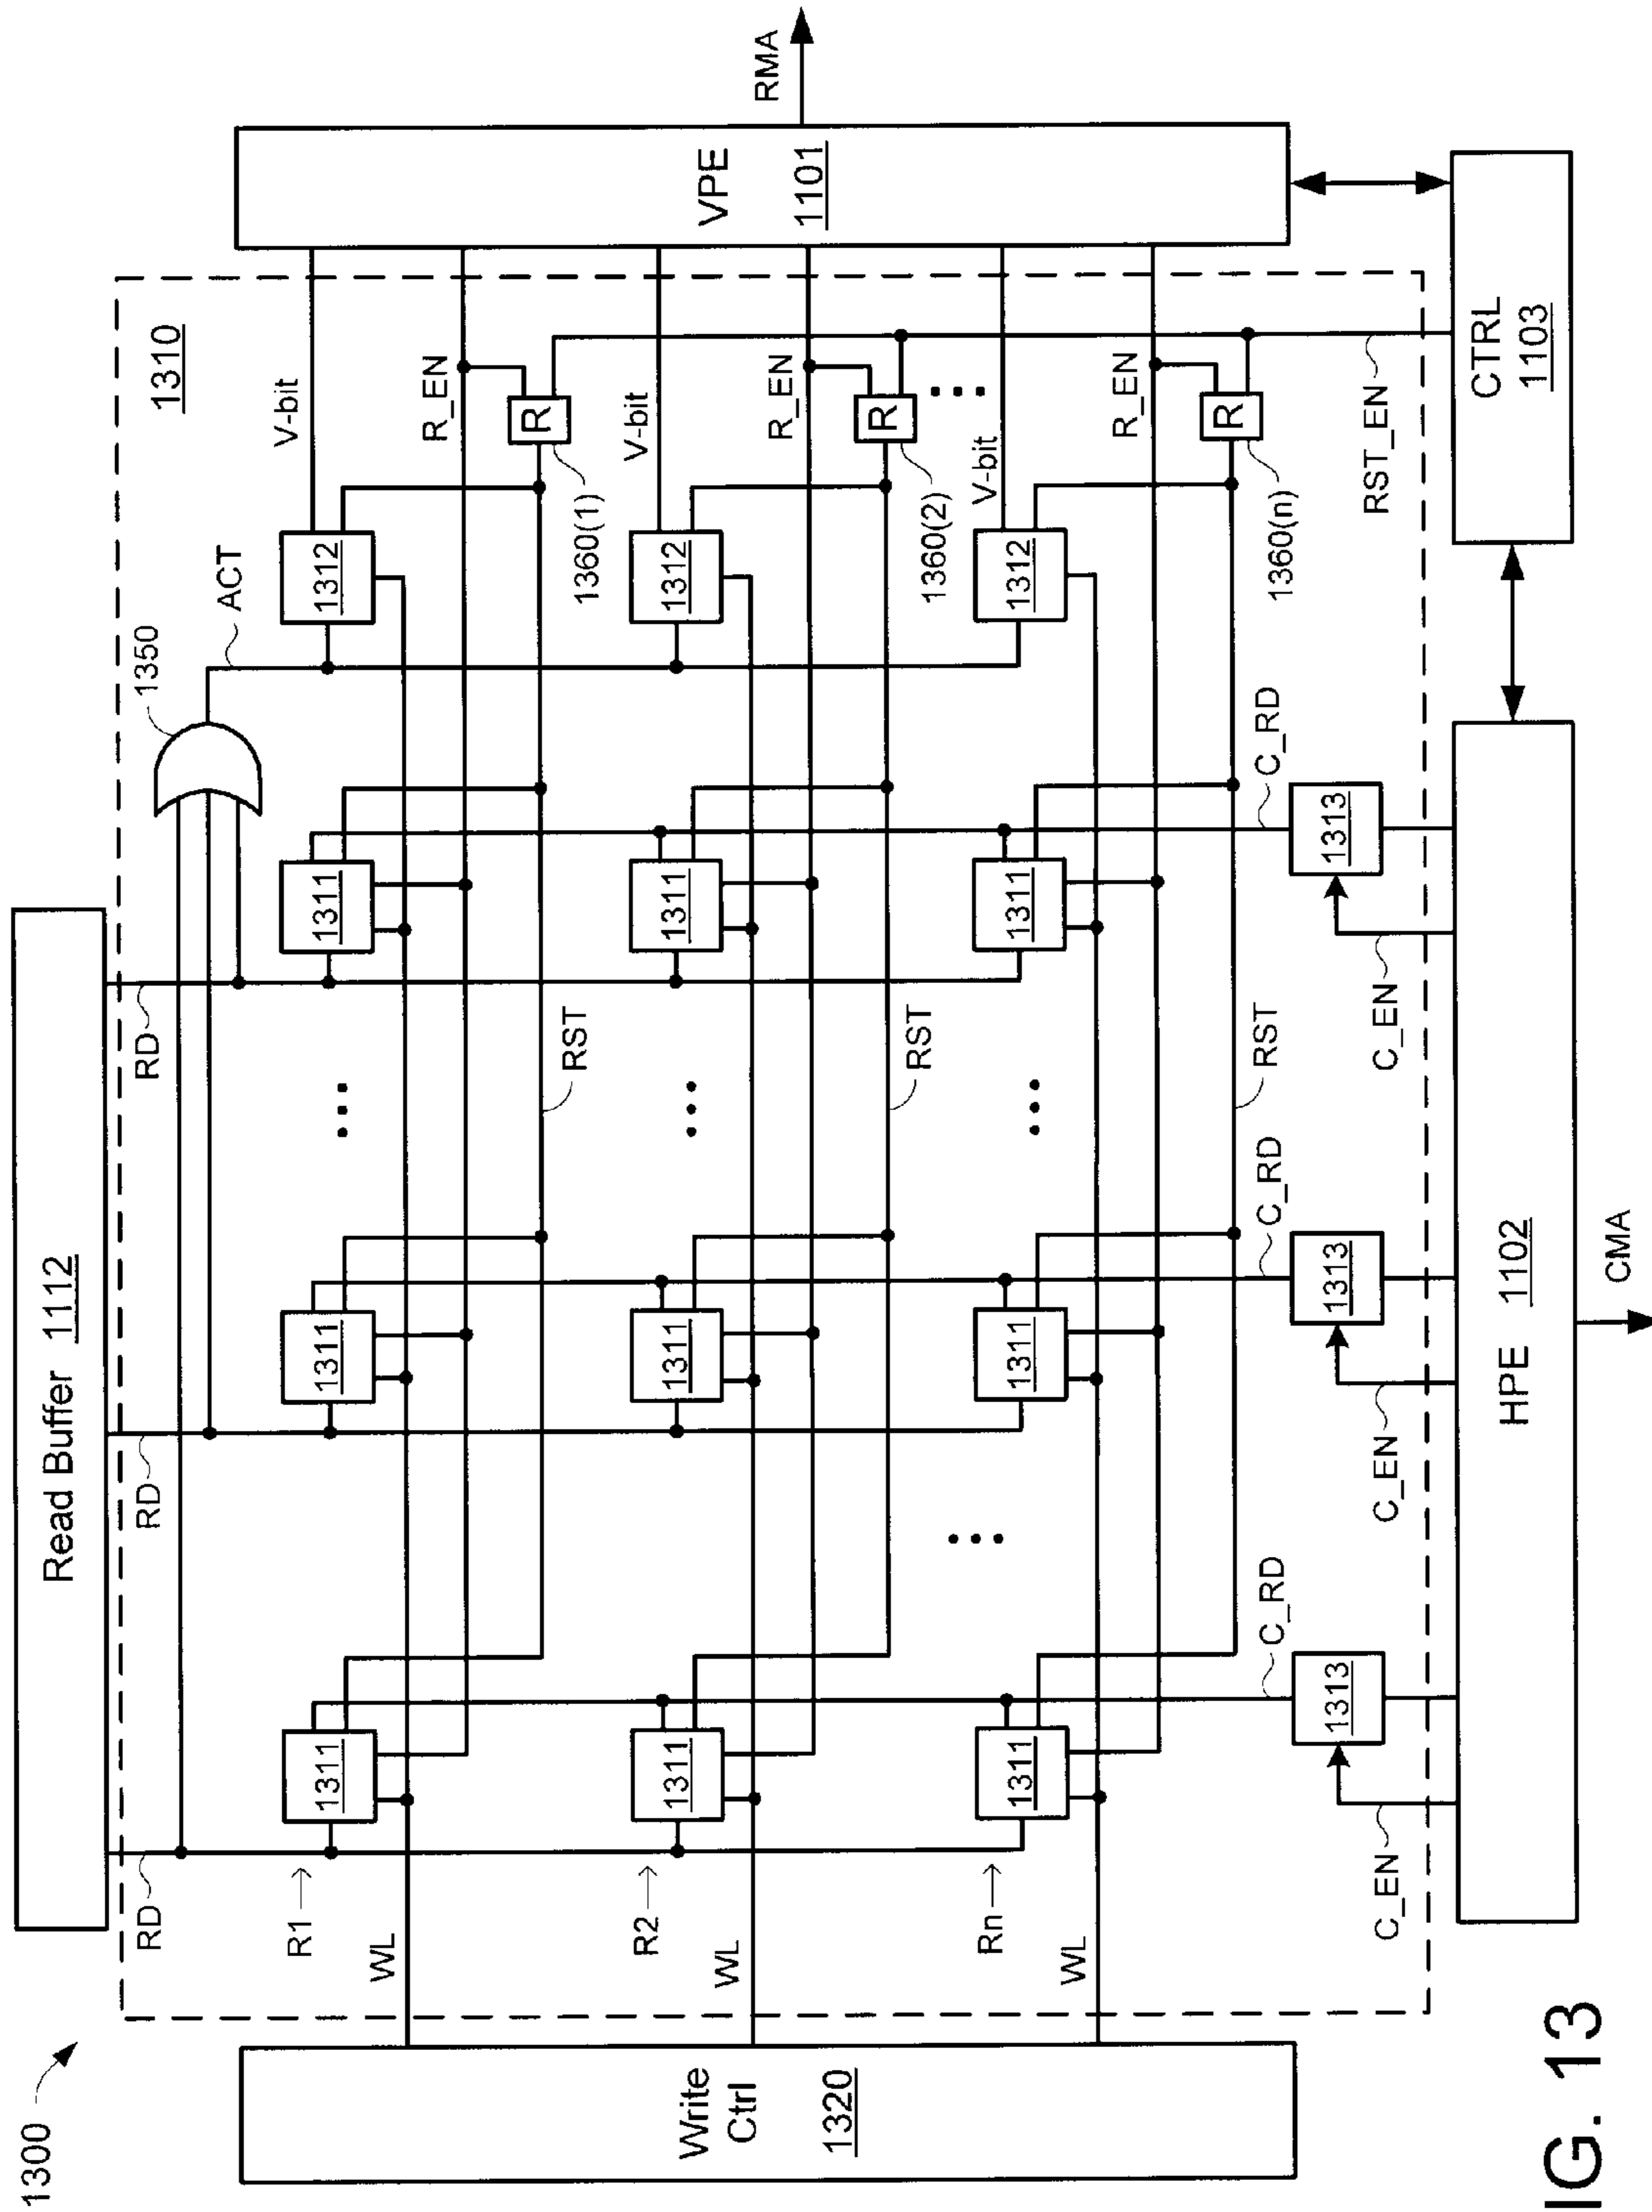 1300
Read Buffer 1112
1310
RD
RD
RD
1350
ACT
V-bit
RMA
R1
1311
1311
1311
1312
WL
R_EN
R
1360(1)
RST
VPE
1101
Write
Ctrl
1320
R2
1311
1311
1311
1312
V-bit
WL
R_EN
R
1360(2)
RST
Rn
1311
1311
1311
1312
V-bit
WL
R_EN
R
1360(n)
RST
C_RD
C_RD
C_RD
1313
1313
1313
C_EN
C_EN
C_EN
RST_EN
HPE 1102
CTRL
1103
CMA
IG. 13